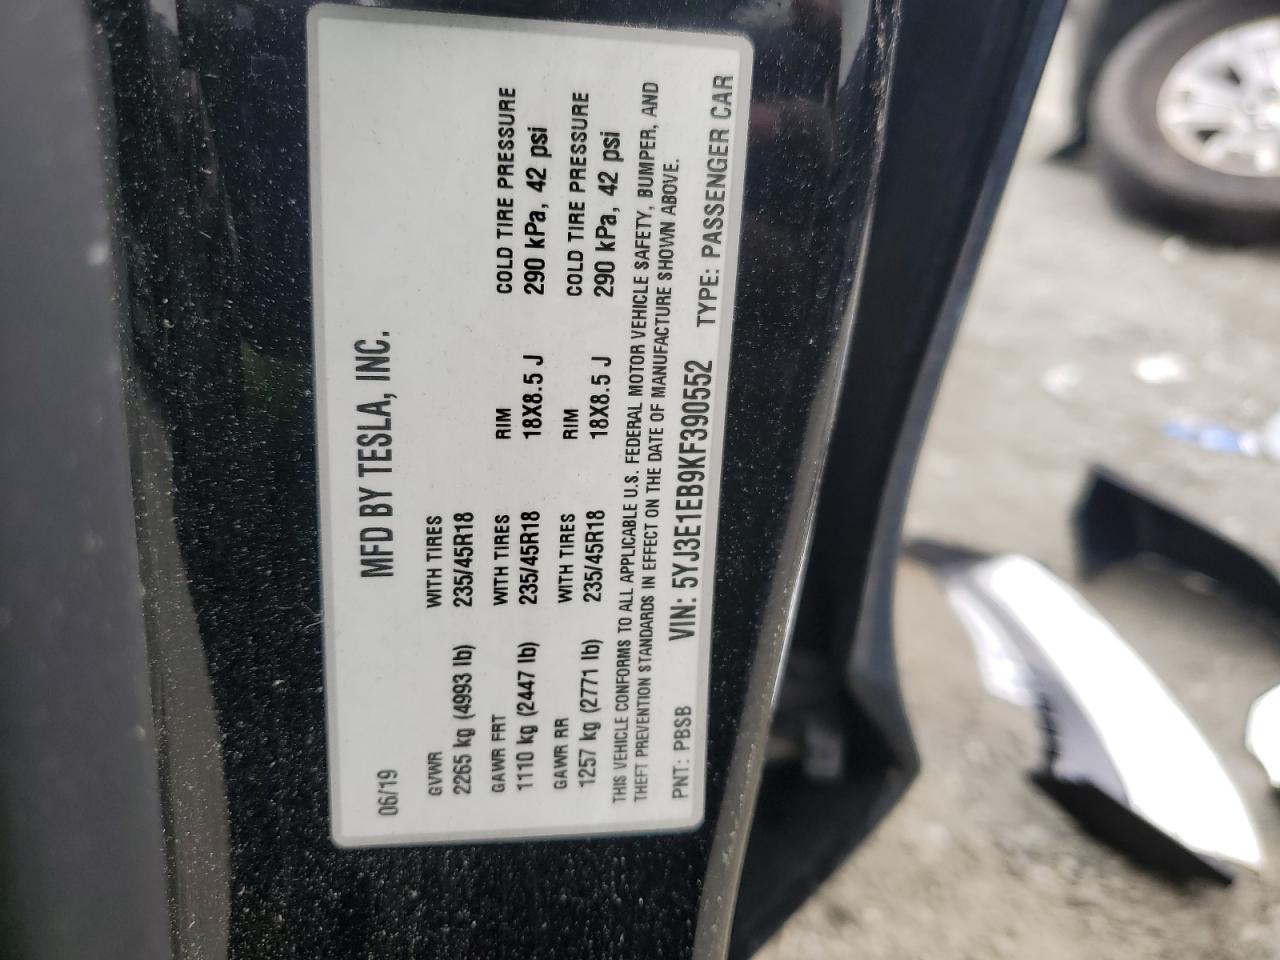 06/19 MFD BY TESLA, INC.
GVWR WITH TIRES
2265 kg (4993 lb) 235/45R18
GAWR FRT WITH TIRES RIM COLD TIRE PRESSURE
1110 kg (2447 lb) 235/45R18 18X8.5 J 290 kPa, 42 psi
GAWR RR WITH TIRES RIM COLD TIRE PRESSURE
1257 kg (2771 lb) 235/45R18 18X8.5 J 290 kPa, 42 psi
THIS VEHICLE CONFORMS TO ALL APPLICABLE U.S. FEDERAL MOTOR VEHICLE SAFETY, BUMPER, AND
THEFT PREVENTION STANDARDS IN EFFECT ON THE DATE OF MANUFACTURE SHOWN ABOVE.
PNT: PBSB VIN: 5YJ3E1EB9KF390552 TYPE: PASSENGER CAR